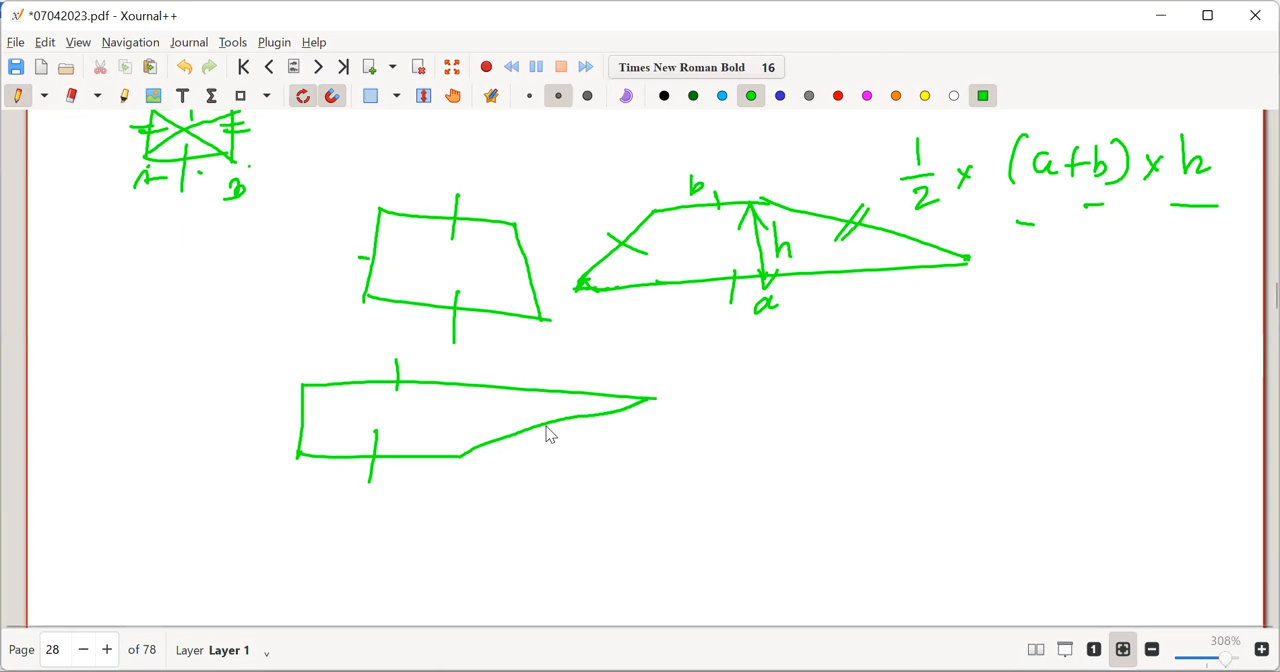 *07042023.pdf - Xournal++
File Edit View Navigation Journal Tools Plugin Help
Times New Roman Bold 16
A B
b
h
a
1/2 × (a+b) × h
Page 28 of 78 Layer Layer 1 308%